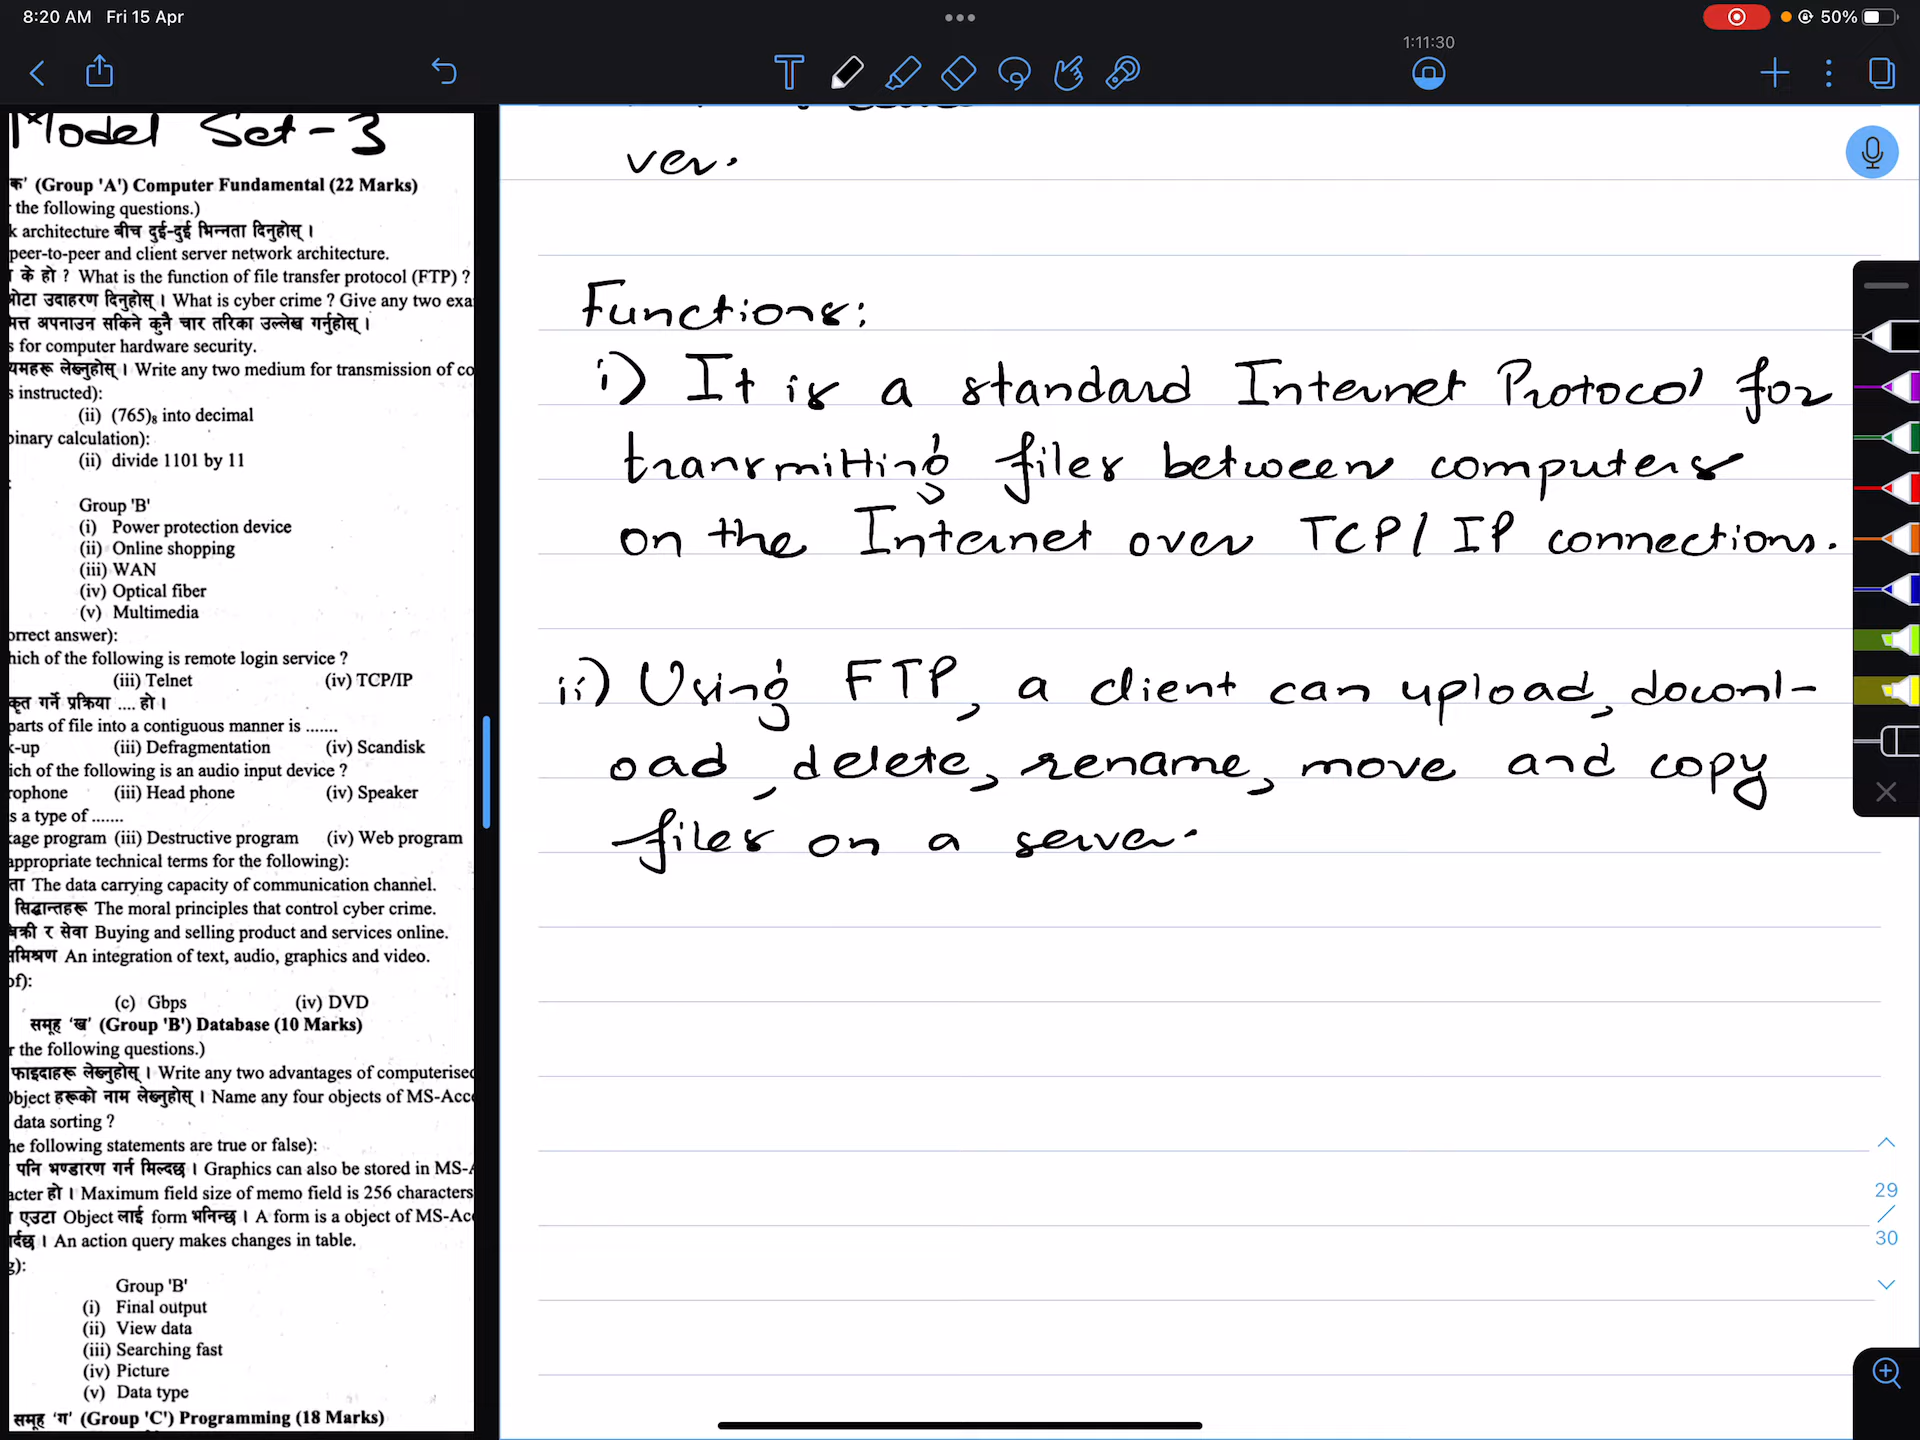 8:20 AM Fri 15 Apr
50%
1:11:30
Model Set-3
क' (Group 'A') Computer Fundamental (22 Marks)
the following questions.)
k architecture बीच दुई-दुई भिन्नता दिनुहोस् ।
peer-to-peer and client server network architecture.
के हो ? What is the function of file transfer protocol (FTP) ?
उदाहरण दिनुहोस् । What is cyber crime ? Give any two exa
अपनाउन सकिने कुनै चार तरिका उल्लेख गर्नुहोस् ।
s for computer hardware security.
लेख्नुहोस् । Write any two medium for transmission of co
s instructed):
(ii) (765)₈ into decimal
binary calculation):
(ii) divide 1101 by 11
:
Group 'B'
(i) Power protection device
(ii) Online shopping
(iii) WAN
(iv) Optical fiber
(v) Multimedia
orrect answer):
hich of the following is remote login service ?
(iii) Telnet (iv) TCP/IP
कृत गर्ने प्रक्रिया .... हो ।
parts of file into a contiguous manner is .......
k-up (iii) Defragmentation (iv) Scandisk
ich of the following is an audio input device ?
rophone (iii) Head phone (iv) Speaker
s a type of .......
kage program (iii) Destructive program (iv) Web program
appropriate technical terms for the following):
ता The data carrying capacity of communication channel.
सिद्धान्तहरू The moral principles that control cyber crime.
बिक्री र सेवा Buying and selling product and services online.
An integration of text, audio, graphics and video.
of):
(c) Gbps (iv) DVD
समूह 'ख' (Group 'B') Database (10 Marks)
r the following questions.)
फाइदाहरू लेख्नुहोस् । Write any two advantages of computerised
Object हरूको नाम लेख्नुहोस् । Name any four objects of MS-Acc
data sorting ?
he following statements are true or false):
पनि भण्डारण गर्न मिल्दछ । Graphics can also be stored in MS-A
acter हो । Maximum field size of memo field is 256 characters
एउटा Object लाई form भनिन्छ । A form is a object of MS-Acc
र्दछ । An action query makes changes in table.
g):
Group 'B'
(i) Final output
(ii) View data
(iii) Searching fast
(iv) Picture
(v) Data type
समूह 'ग' (Group 'C') Programming (18 Marks)
ver.
Functions:
i) It is a standard Internet Protocol for
transmitting files between computers
on the Internet over TCP/IP connections.
ii) Using FTP, a client can upload, downl-
oad, delete, rename, move and copy
files on a server.
29
/
30